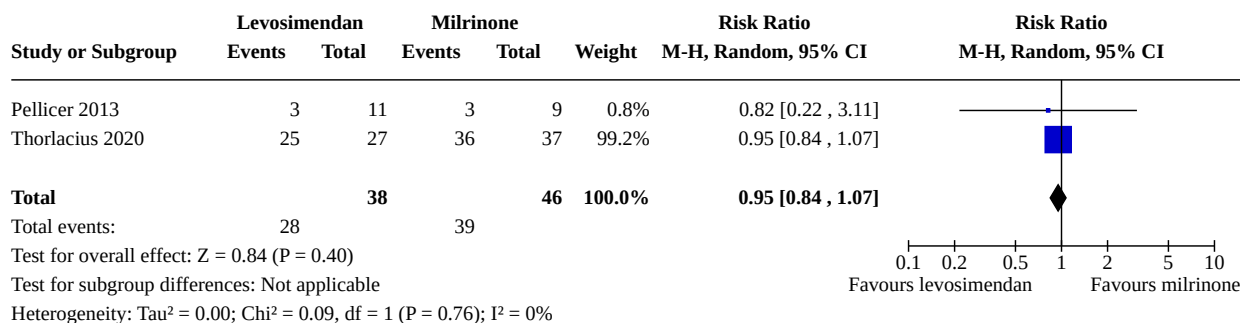 Levosimendan Milrinone Risk Ratio Risk Ratio
Study or Subgroup Events Total Events Total Weight M-H, Random, 95% CI M-H, Random, 95% CI
Pellicer 2013 3 11 3 9 0.8% 0.82 [0.22 , 3.11]
Thorlacius 2020 25 27 36 37 99.2% 0.95 [0.84 , 1.07]
Total 38 46 100.0% 0.95 [0.84 , 1.07]
Total events: 28 39
Test for overall effect: Z = 0.84 (P = 0.40)
0.1 0.2 0.5 1 2 5 10
Test for subgroup differences: Not applicable
Favours levosimendan Favours milrinone
Heterogeneity: Tau² = 0.00; Chi² = 0.09, df = 1 (P = 0.76); I² = 0%